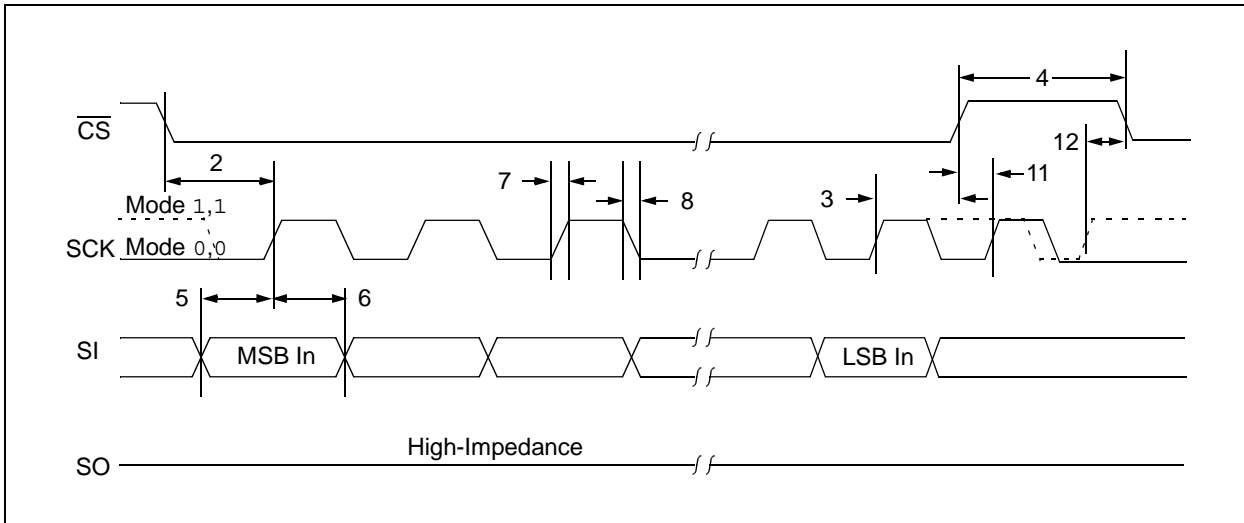 4
C̅S̅
12
2
11
7
3
8
Mode 1,1
SCK Mode 0,0
5
6
SI
MSB In
LSB In
High-Impedance
SO